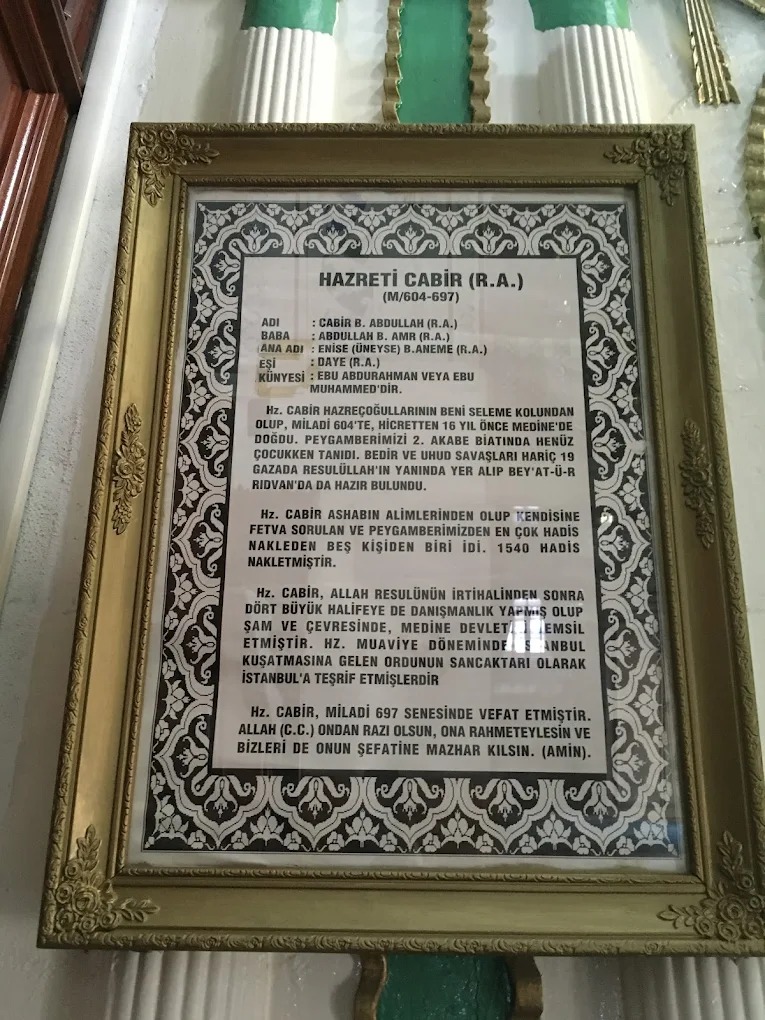 HAZRETİ CABİR (R.A.)
(M/604-697)
ADI : CABİR B. ABDULLAH (R.A.)
BABA : ABDULLAH B. AMR (R.A.)
ANA ADI : ENİSE (ÜNEYSE) B.ANEME (R.A.)
EŞİ : DAYE (R.A.)
KÜNYESİ : EBU ABDURAHMAN VEYA EBU
MUHAMMED'DİR.
Hz. CABİR HAZREÇOĞULLARININ BENİ SELEME KOLUNDAN
OLUP, MİLADİ 604'TE, HİCRETTEN 16 YIL ÖNCE MEDİNE'DE
DOĞDU. PEYGAMBERİMİZİ 2. AKABE BİATINDA HENÜZ
ÇOCUKKEN TANIDI. BEDİR VE UHUD SAVAŞLARI HARİÇ 19
GAZADA RESULÜLLAH'IN YANINDA YER ALIP BEY'AT-Ü-R
RIDVAN'DA DA HAZIR BULUNDU.
Hz. CABİR ASHABIN ALİMLERİNDEN OLUP KENDİSİNE
FETVA SORULAN VE PEYGAMBERİMİZDEN EN ÇOK HADİS
NAKLEDEN BEŞ KİŞİDEN BİRİ İDİ. 1540 HADİS
NAKLETMİŞTİR.
Hz. CABİR, ALLAH RESULÜNÜN İRTİHALİNDEN SONRA
DÖRT BÜYÜK HALİFEYE DE DANIŞMANLIK YAPMIŞ OLUP
ŞAM VE ÇEVRESİNDE, MEDİNE TEMSİL
ETMİŞTİR. HZ. MUAVİYE DÖNEMİNDE İSTANBUL
KUŞATMASINA GELEN ORDUNUN SANCAKTARI OLARAK
İSTANBUL'A TEŞRİF ETMİŞLERDİR
Hz. CABİR, MİLADİ 697 SENESİNDE VEFAT ETMİŞTİR.
ALLAH (C.C.) ONDAN RAZI OLSUN, ONA RAHMETEYLESİN VE
BİZLERİ DE ONUN ŞEFATİNE MAZHAR KILSIN. (AMİN).